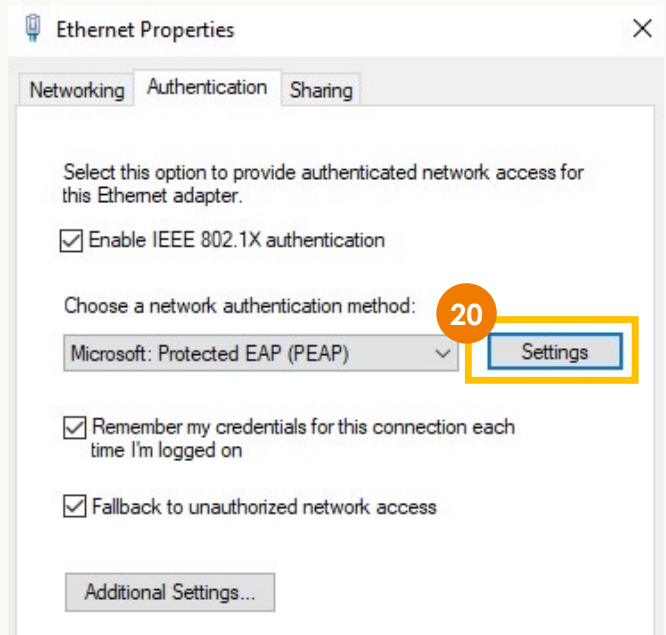 Ethernet Properties
Networking Authentication Sharing
Select this option to provide authenticated network access for
this Ethernet adapter.
Enable IEEE 802.1X authentication
Choose a network authentication method:
20
Microsoft: Protected EAP (PEAP) Settings
Remember my credentials for this connection each
time I'm logged on
Fallback to unauthorized network access
Additional Settings...